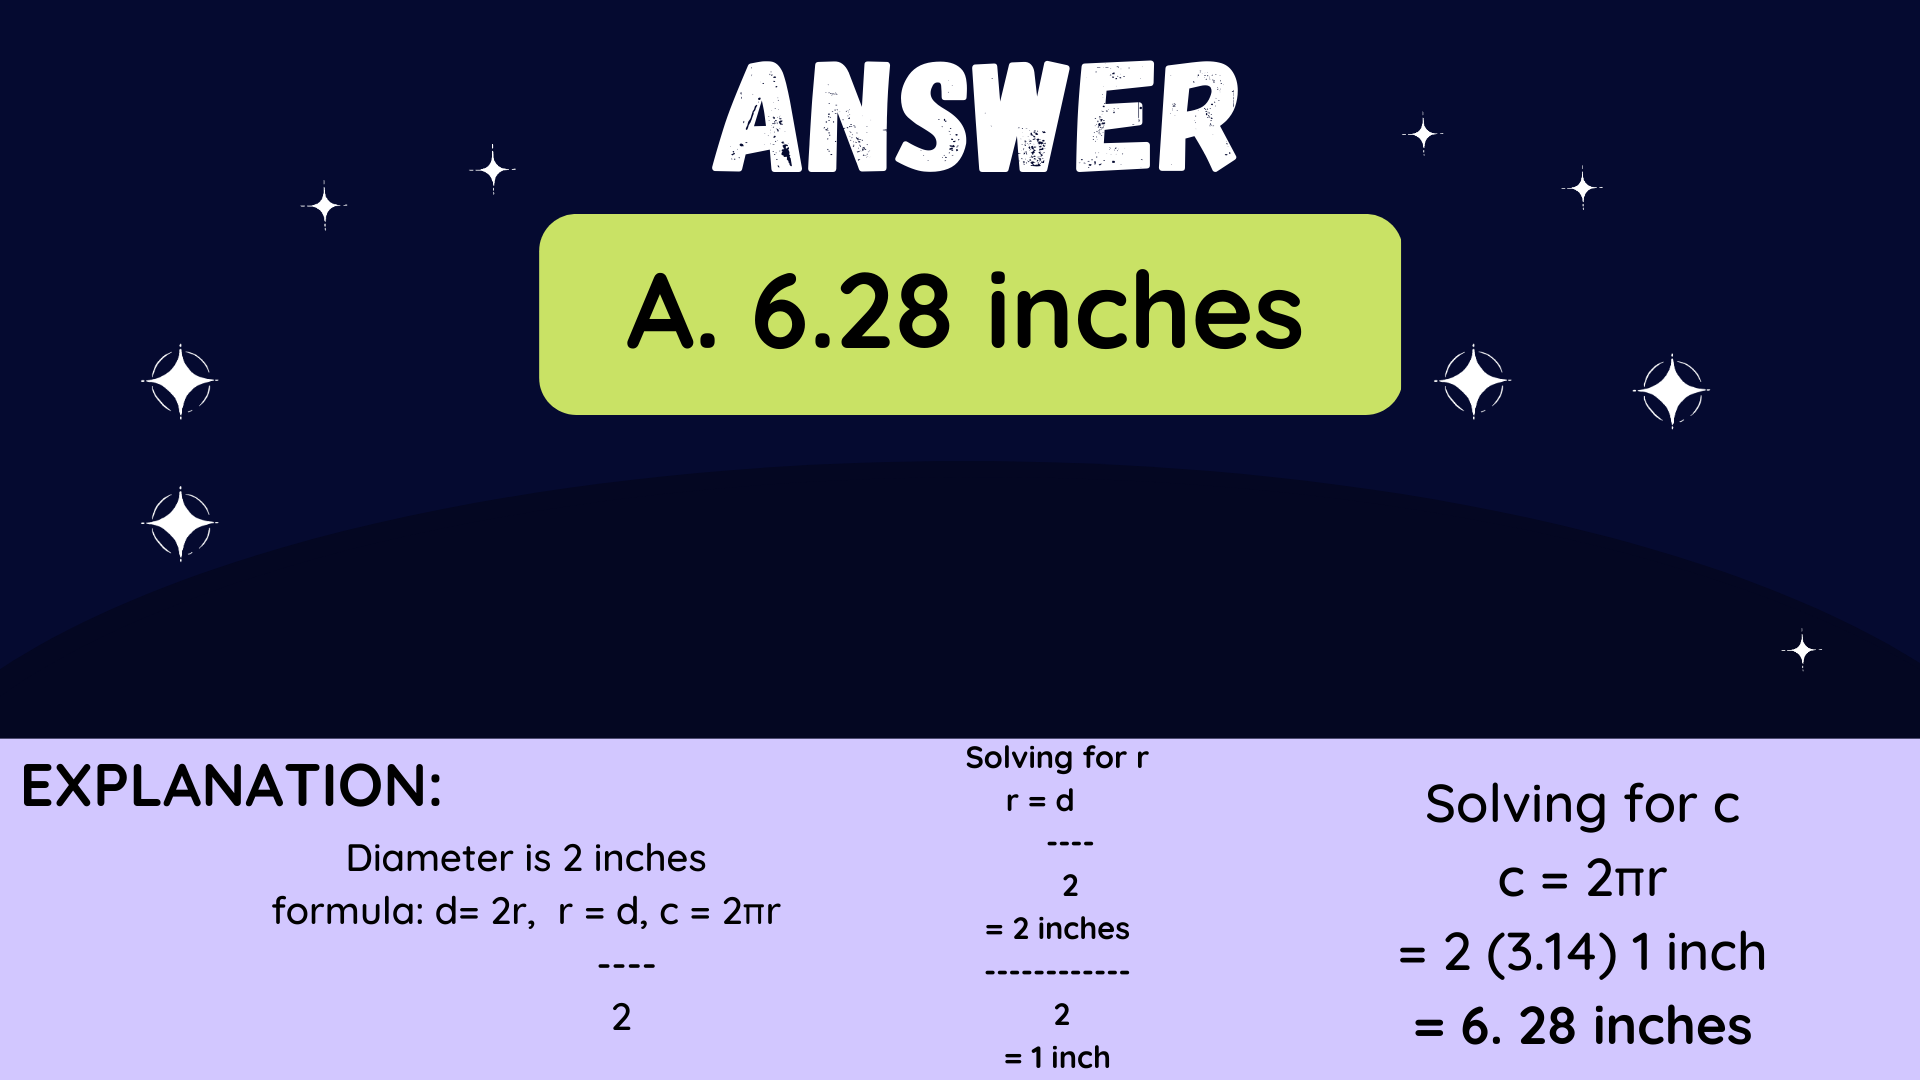 ANSWER
A. 6.28 inches
EXPLANATION:
Diameter is 2 inches
formula: d= 2r,  r = d, c = 2πr
----
2
Solving for r
r = d
----
2
= 2 inches
------------
2
= 1 inch
Solving for c
c = 2πr
= 2 (3.14) 1 inch
= 6. 28 inches